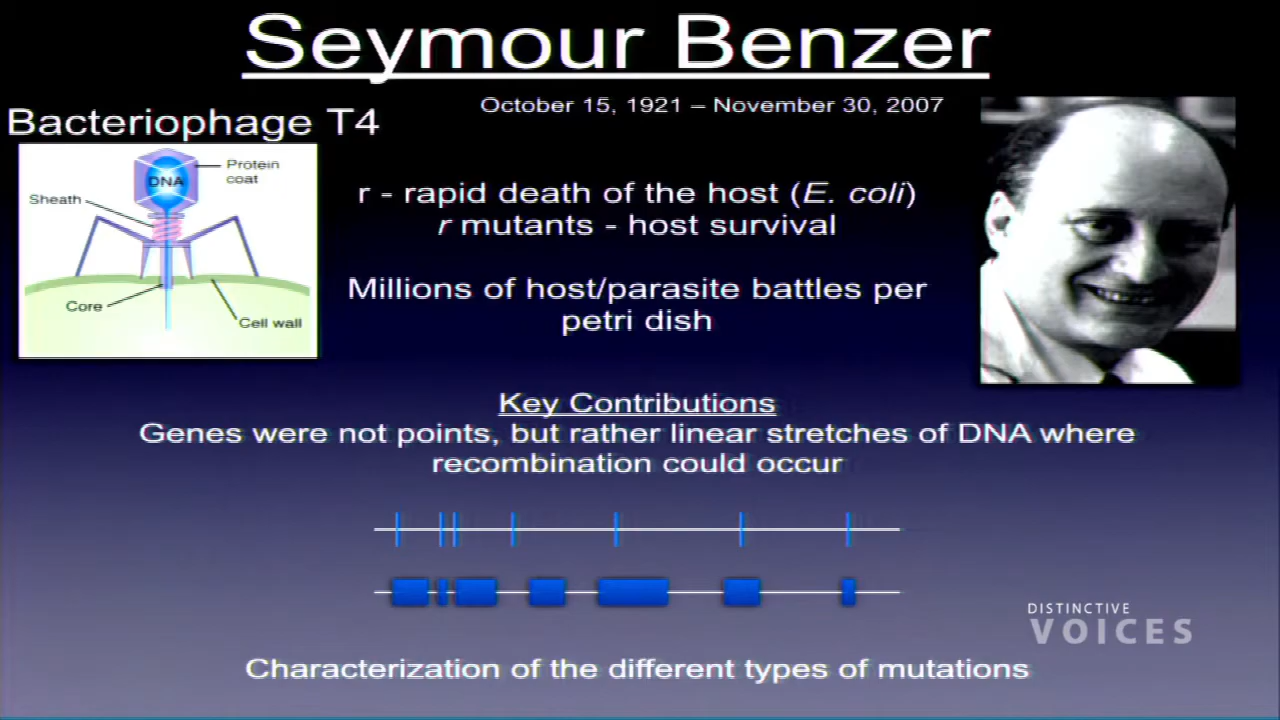 Seymour Benzer
October 15, 1921 – November 30, 2007
Bacteriophage T4
DNA
Protein
coat
Sheath
Core
Cell wall
r - rapid death of the host (E. coli)
r mutants - host survival
Millions of host/parasite battles per
petri dish
Key Contributions
Genes were not points, but rather linear stretches of DNA where
recombination could occur
DISTINCTIVE
VOICES
Characterization of the different types of mutations